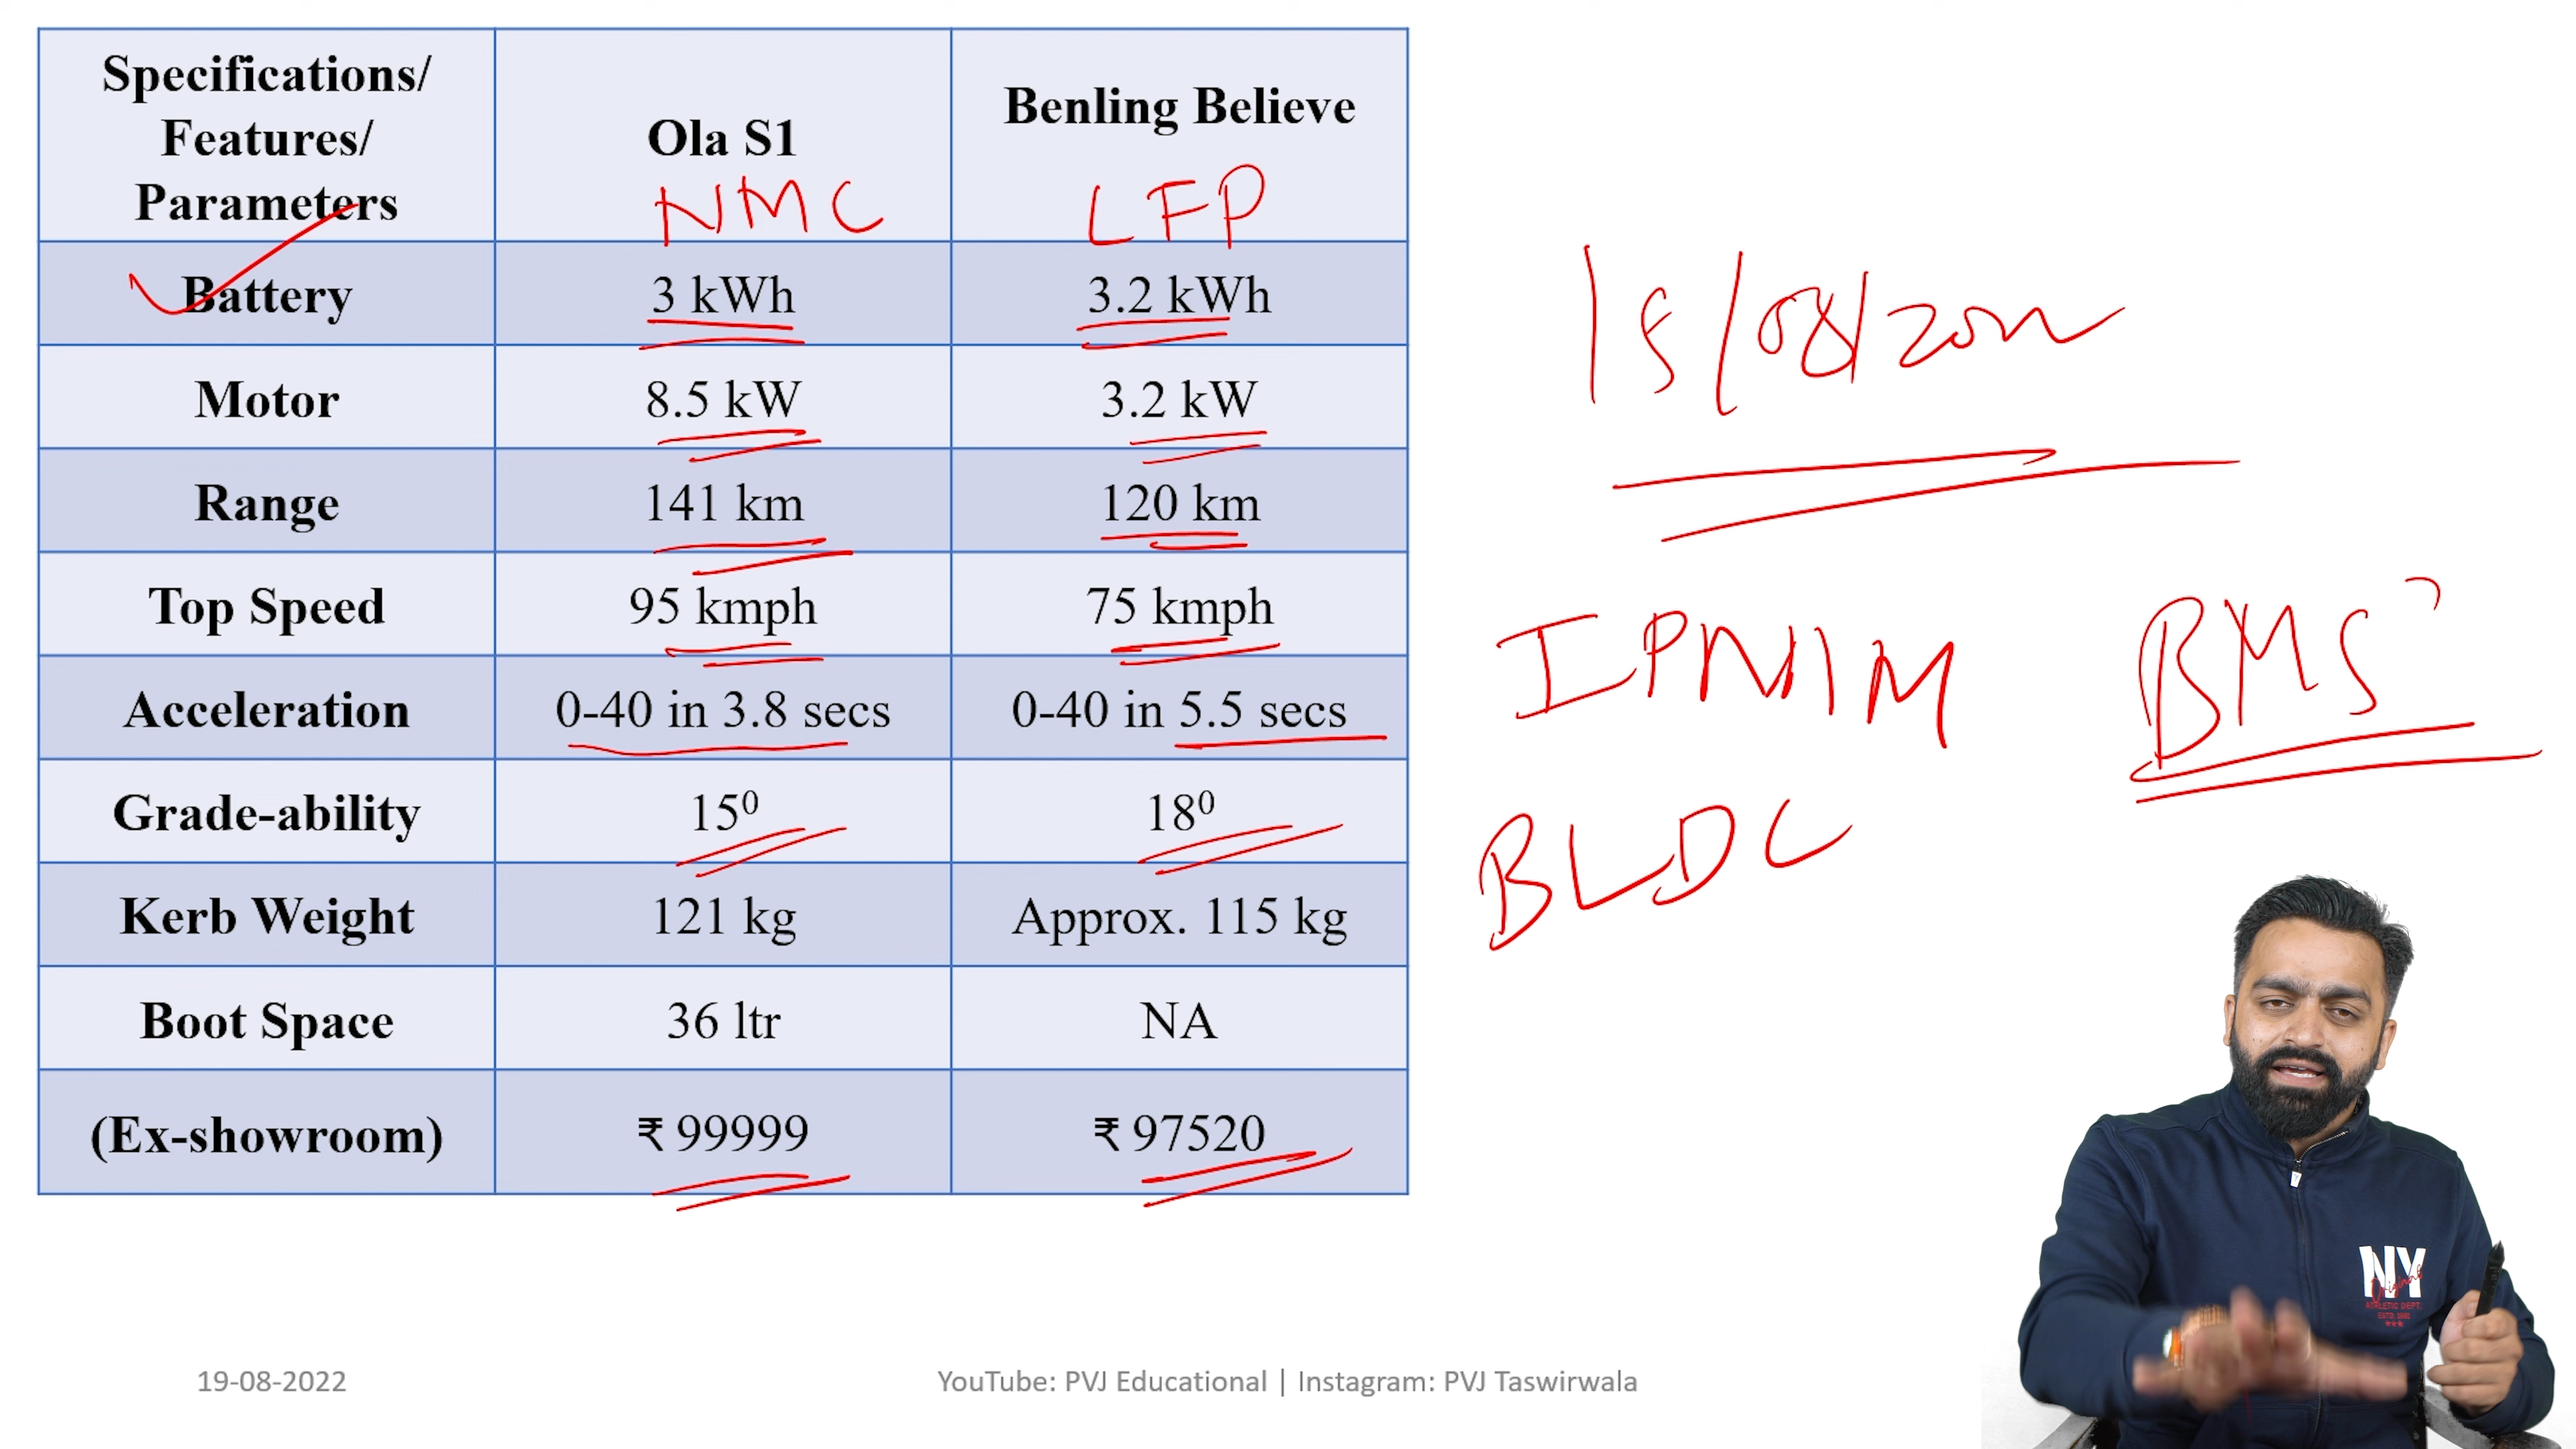 Specifications/
Features/
Parameters
Ola S1
NMC
Benling Believe
LFP
Battery
3 kWh
3.2 kWh
Motor
8.5 kW
3.2 kW
Range
141 km
120 km
Top Speed
95 kmph
75 kmph
Acceleration
0-40 in 3.8 secs
0-40 in 5.5 secs
Grade-ability
15⁰
18⁰
Kerb Weight
121 kg
Approx. 115 kg
Boot Space
36 ltr
NA
(Ex-showroom)
₹ 99999
₹ 97520
BMS
BLDC
NY
Original
ATHLETIC DEPT.
19-08-2022
YouTube: PVJ Educational | Instagram: PVJ Taswirwala